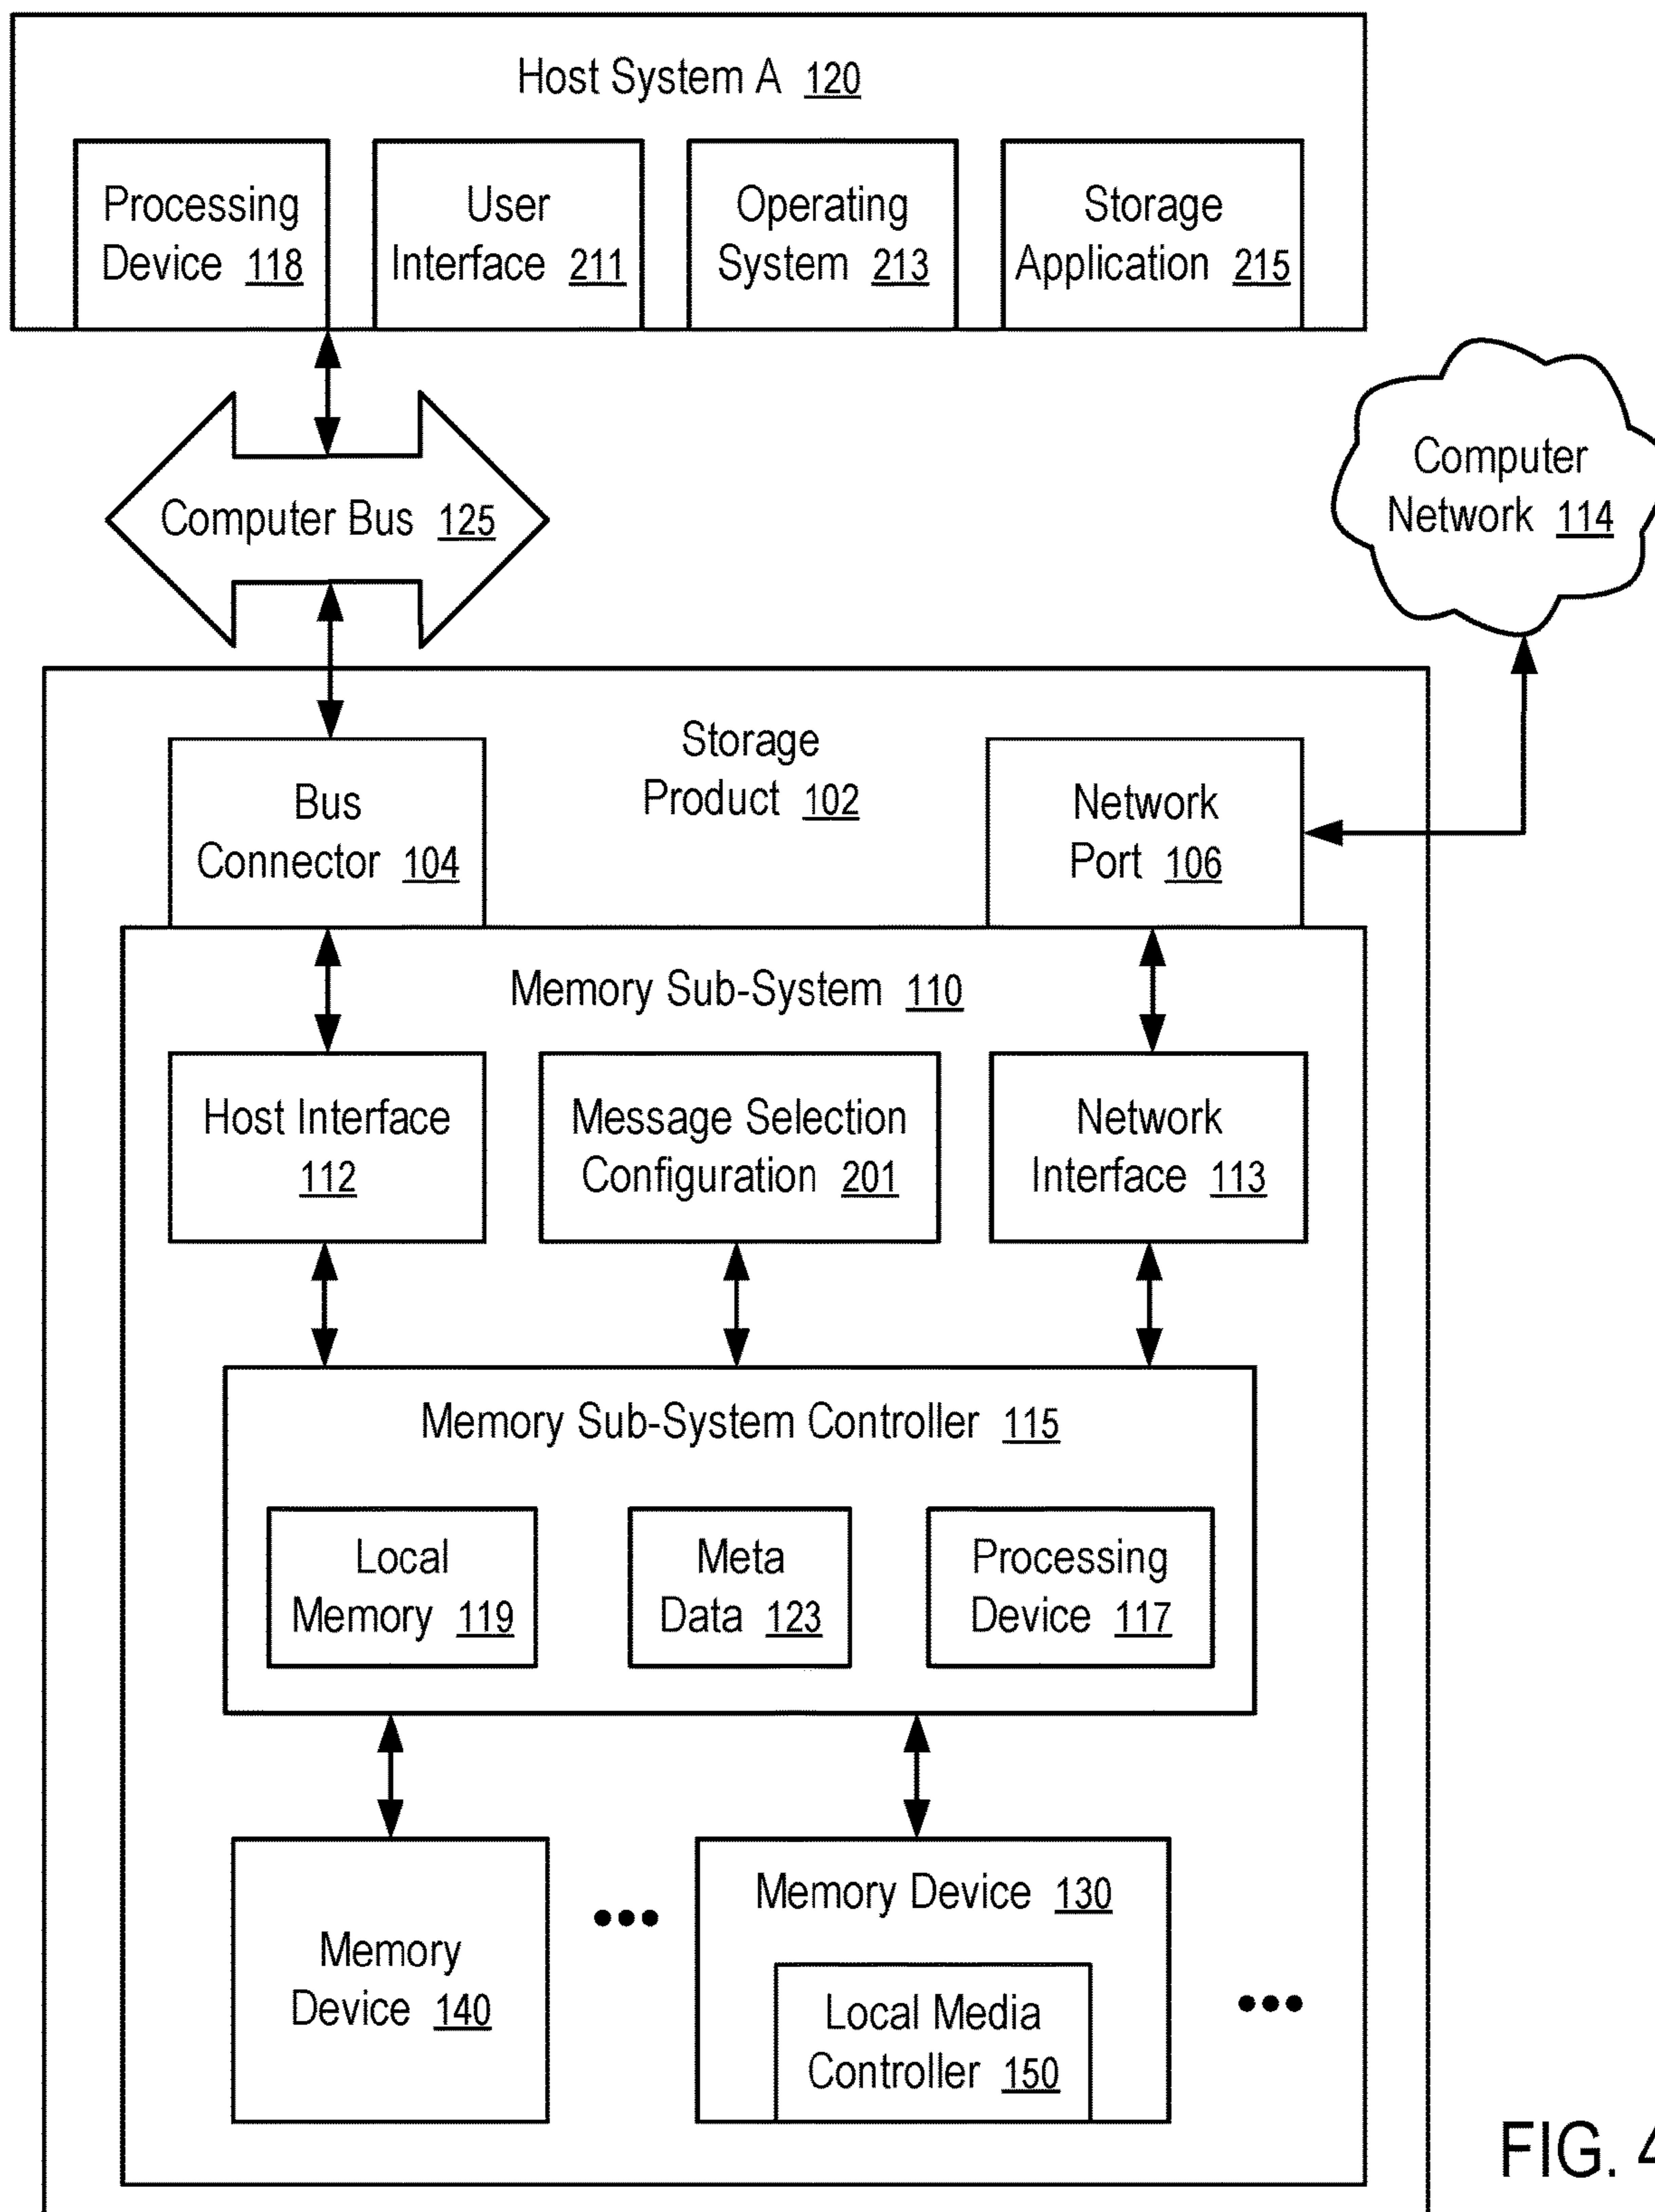 Host System A 120
Processing
Device 118
User
Interface 211
Operating
System 213
Storage
Application 215
Computer Bus 125
Computer
Network 114
Storage
Product 102
Bus
Connector 104
Network
Port 106
Memory Sub-System 110
Host Interface
112
Message Selection
Configuration 201
Network
Interface 113
Memory Sub-System Controller 115
Local
Memory 119
Meta
Data 123
Processing
Device 117
Memory
Device 140
Memory Device 130
Local Media
Controller 150
FIG. 4